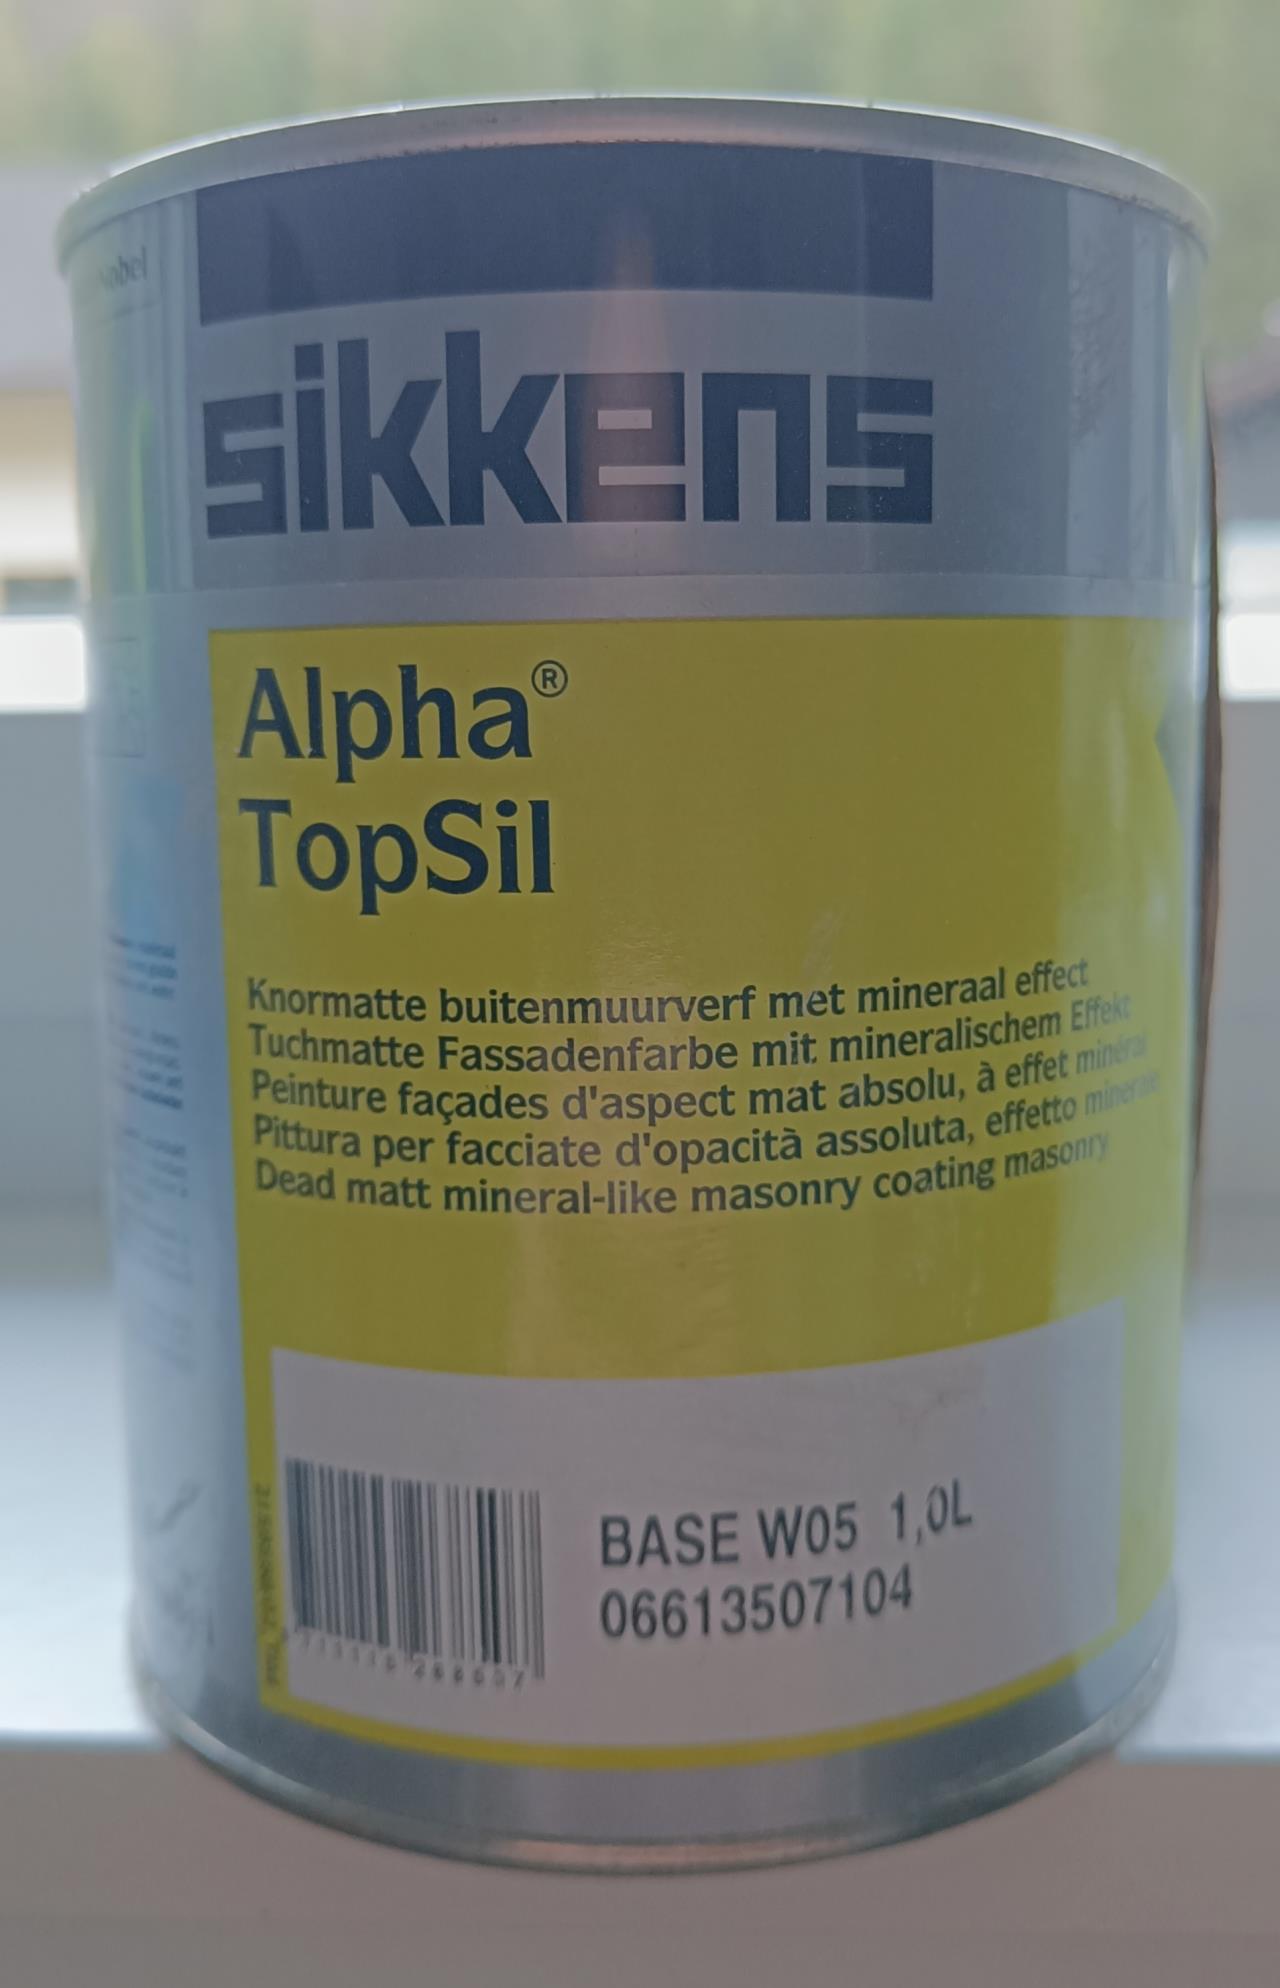 Nobel
sikkens
Alpha®
TopSil
Knormatte buitenmuurverf met mineraal effect
Tuchmatte Fassadenfarbe mit mineralischem Effekt
Peinture façades d'aspect mat absolu, à effet minéral
Pittura per facciate d'opacità assoluta, effetto minerale
Dead matt mineral-like masonry coating masonry
BASE W05 1,0L
06613507104